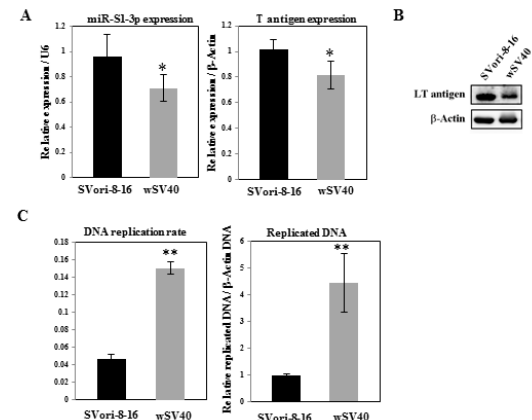 A
miR-S1-3p expression
Relative expression / U6
1.4
1.2
1
0.8
0.6
0.4
0.2
0
*
SVori-8-16 wSV40
T antigen expression
Relative expression / β-Actin
1.2
1
0.8
0.6
0.4
0.2
0
*
SVori-8-16 wSV40
B
SVori-8-16
wSV40
LT antigen
β-Actin
C
DNA replication rate
0.16
0.14
0.12
0.1
0.08
0.06
0.04
0.02
0
**
SVori-8-16 wSV40
Replicated DNA
Relative replicated DNA/ β-Actin DNA
6
5
4
3
2
1
0
**
SVori-8-16 wSV40